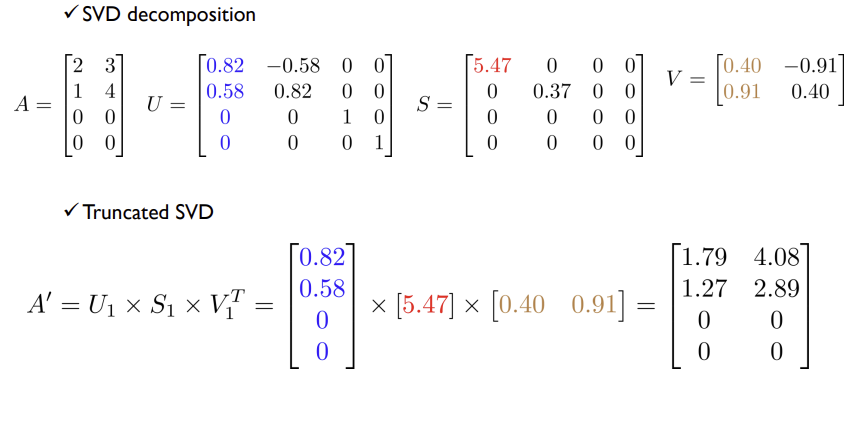 ✓ SVD decomposition
A = [2 3; 1 4; 0 0; 0 0] U = [0.82 −0.58 0 0; 0.58 0.82 0 0; 0 0 1 0; 0 0 0 1] S = [5.47 0 0 0; 0 0.37 0 0; 0 0 0 0; 0 0 0 0] V = [0.40 −0.91; 0.91 0.40]
✓ Truncated SVD
A′ = U₁ × S₁ × V₁ᵀ = [0.82; 0.58; 0; 0] × [5.47] × [0.40 0.91] = [1.79 4.08; 1.27 2.89; 0 0; 0 0]